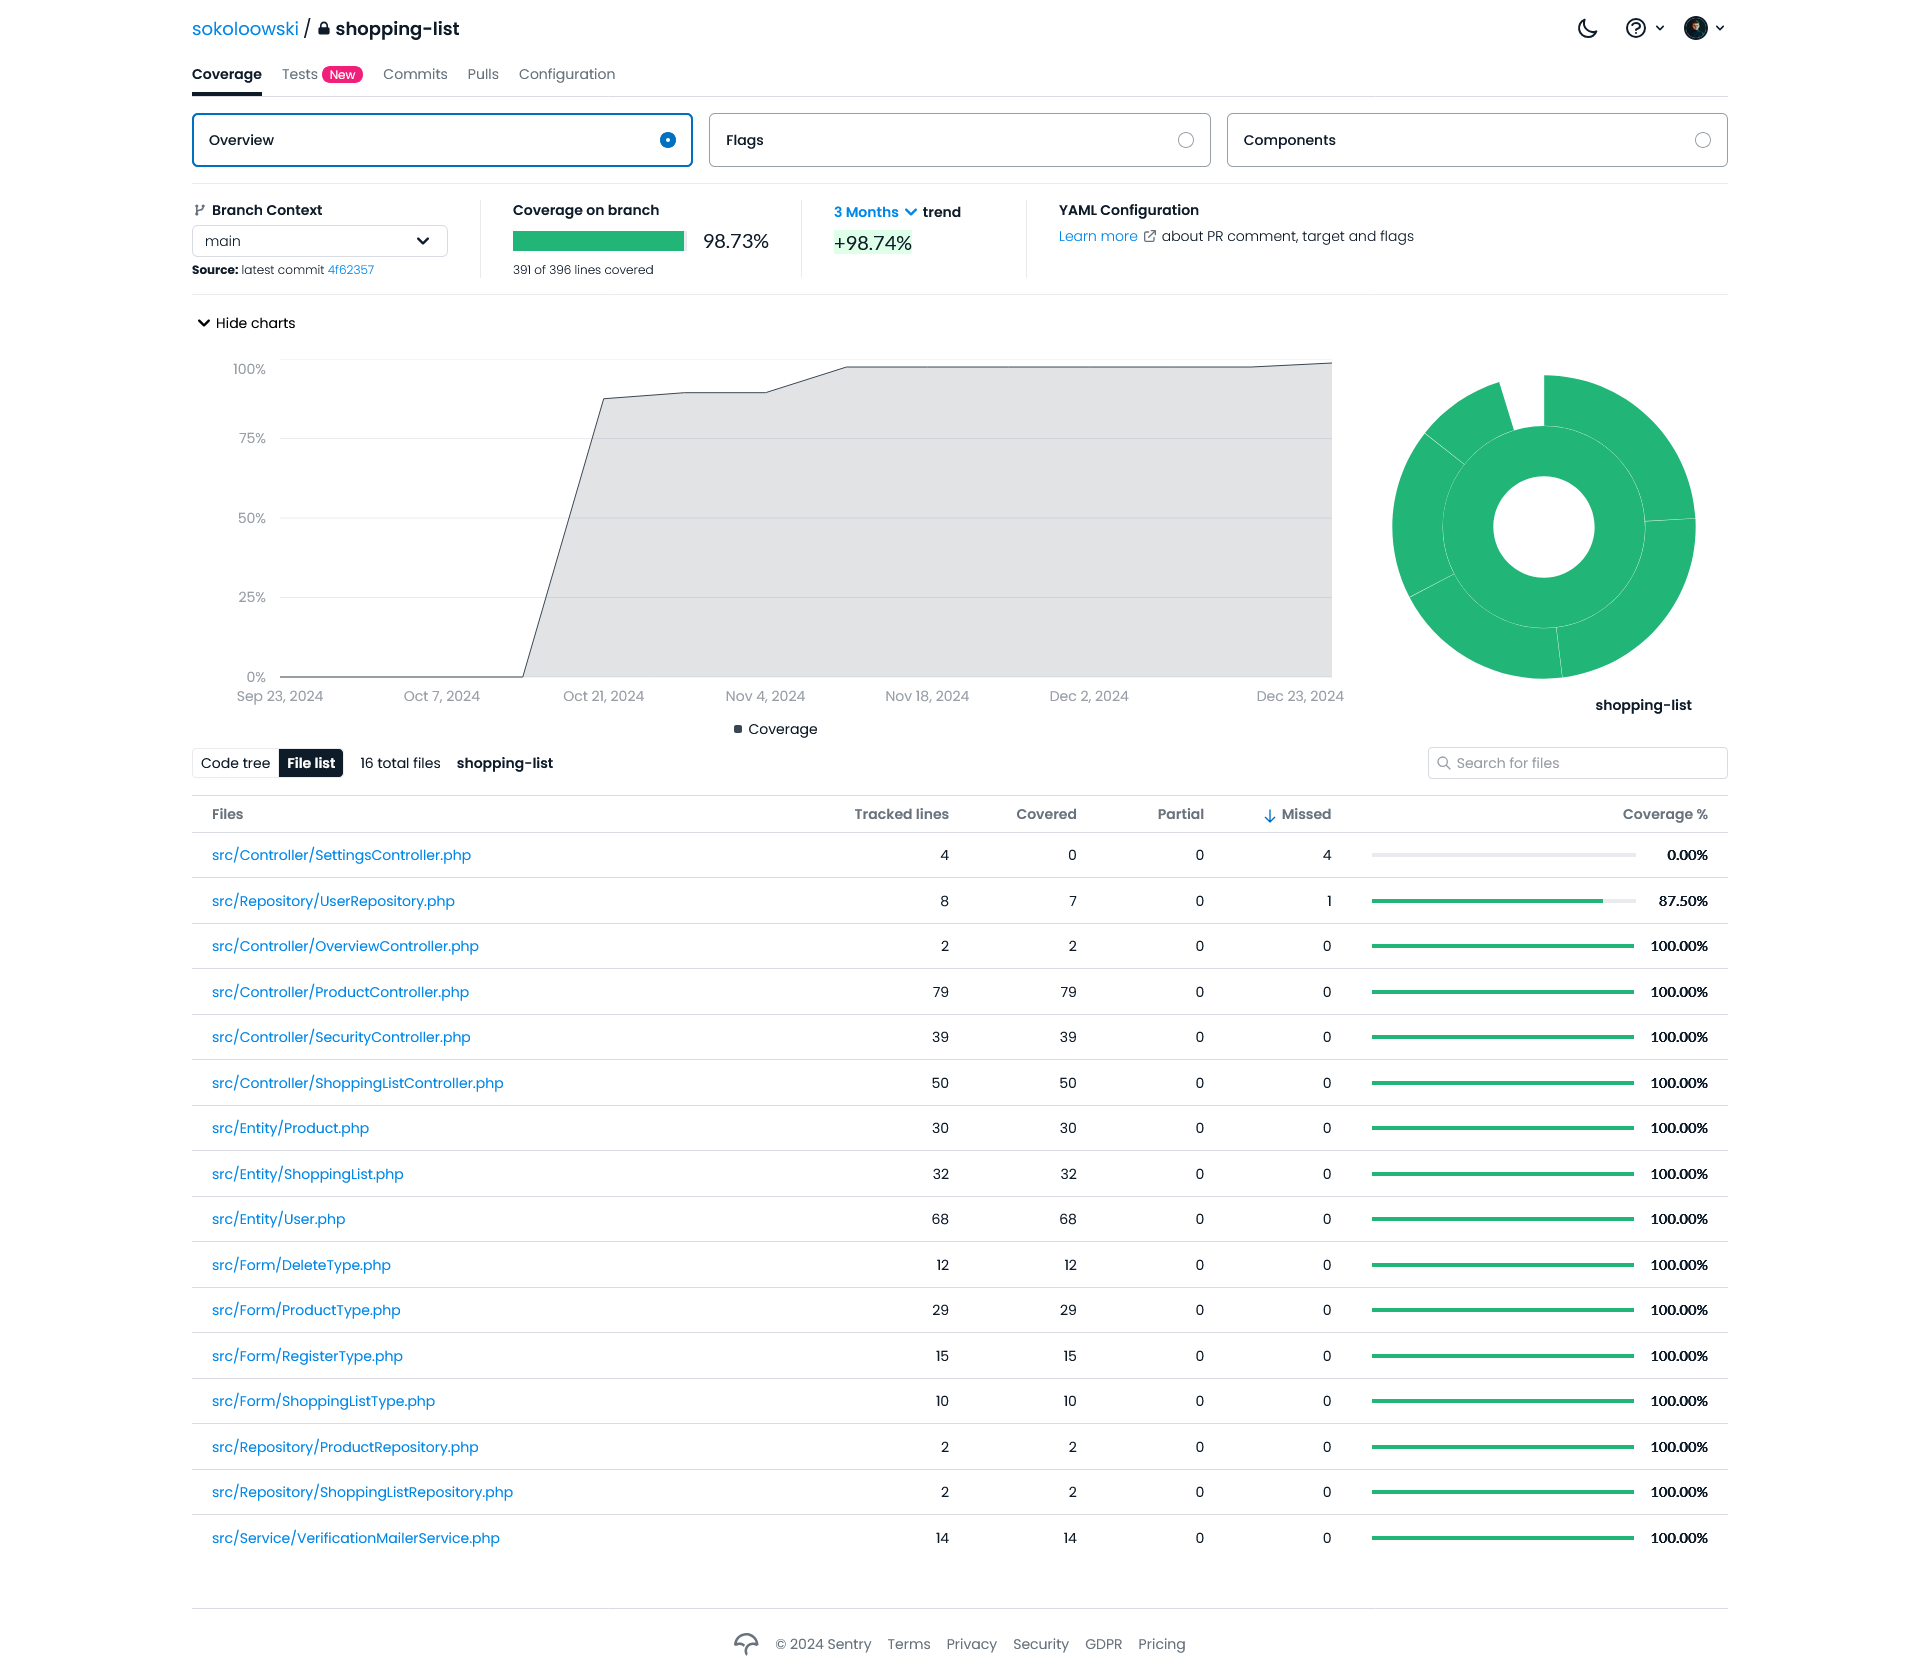 sokoloowski / shopping-list
Coverage Tests New Commits Pulls Configuration
Overview Flags Components
Branch Context
main
Source: latest commit 4f62357
Coverage on branch
98.73%
391 of 396 lines covered
3 Months trend
+98.74%
YAML Configuration
Learn more about PR comment, target and flags
Hide charts
100%
75%
50%
25%
0%
Sep 23, 2024 Oct 7, 2024 Oct 21, 2024 Nov 4, 2024 Nov 18, 2024 Dec 2, 2024 Dec 23, 2024
Coverage
shopping-list
Code tree File list 16 total files shopping-list Search for files
Files Tracked lines Covered Partial Missed Coverage %
src/Controller/SettingsController.php 4 0 0 4 0.00%
src/Repository/UserRepository.php 8 7 0 1 87.50%
src/Controller/OverviewController.php 2 2 0 0 100.00%
src/Controller/ProductController.php 79 79 0 0 100.00%
src/Controller/SecurityController.php 39 39 0 0 100.00%
src/Controller/ShoppingListController.php 50 50 0 0 100.00%
src/Entity/Product.php 30 30 0 0 100.00%
src/Entity/ShoppingList.php 32 32 0 0 100.00%
src/Entity/User.php 68 68 0 0 100.00%
src/Form/DeleteType.php 12 12 0 0 100.00%
src/Form/ProductType.php 29 29 0 0 100.00%
src/Form/RegisterType.php 15 15 0 0 100.00%
src/Form/ShoppingListType.php 10 10 0 0 100.00%
src/Repository/ProductRepository.php 2 2 0 0 100.00%
src/Repository/ShoppingListRepository.php 2 2 0 0 100.00%
src/Service/VerificationMailerService.php 14 14 0 0 100.00%
© 2024 Sentry Terms Privacy Security GDPR Pricing